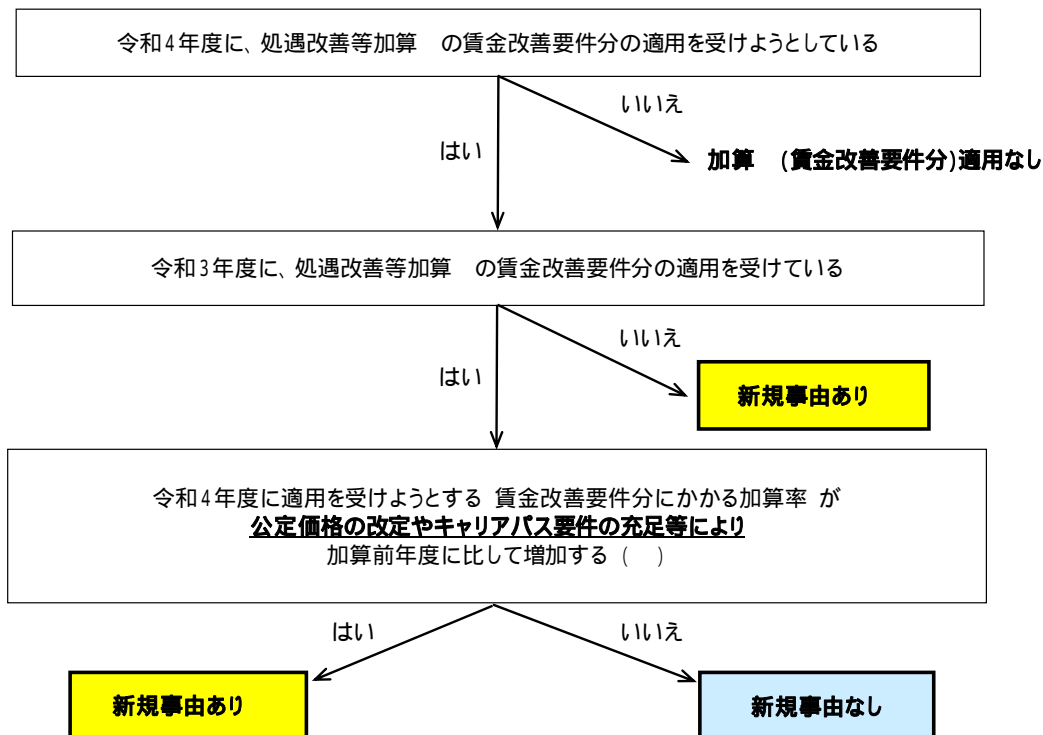 令和4年度に、処遇改善等加算　の賃金改善要件分の適用を受けようとしている
いいえ
はい
加算　(賃金改善要件分)適用なし
令和3年度に、処遇改善等加算　の賃金改善要件分の適用を受けている
いいえ
はい
新規事由あり
令和4年度に適用を受けようとする 賃金改善要件分にかかる加算率 が
公定価格の改定やキャリアパス要件の充足等により
加算前年度に比して増加する (　)
はい
いいえ
新規事由あり
新規事由なし